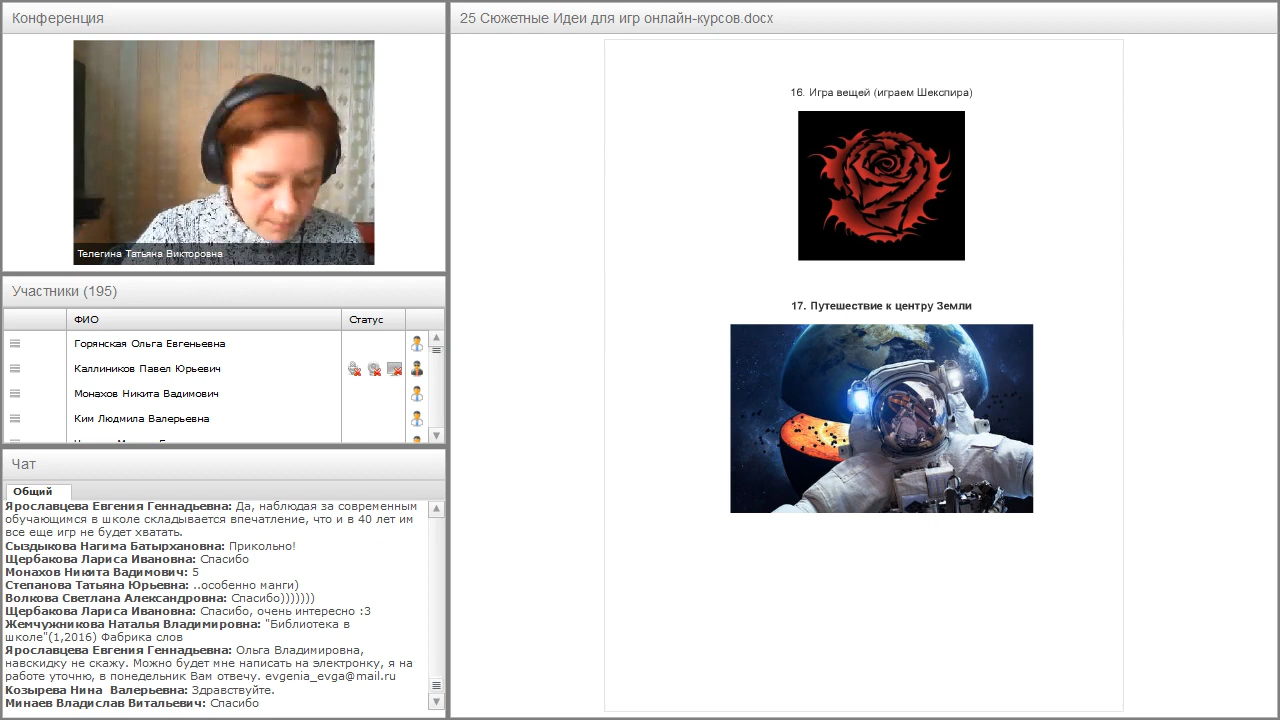 Конференция
Телегина Татьяна Викторовна
Участники (195)
ФИО Статус
Горянская Ольга Евгеньевна
Каллиников Павел Юрьевич
Монахов Никита Вадимович
Ким Людмила Валерьевна
Чат
Общий
Ярославцева Евгения Геннадьевна: Да, наблюдая за современным
обучающимся в школе складывается впечатление, что и в 40 лет им
все еще игр не будет хватать.
Сыздыкова Нагима Батырхановна: Прикольно!
Щербакова Лариса Ивановна: Спасибо
Монахов Никита Вадимович: 5
Степанова Татьяна Юрьевна: ..особенно манги)
Волкова Светлана Александровна: Спасибо)))))))
Щербакова Лариса Ивановна: Спасибо, очень интересно :3
Жемчужникова Наталья Владимировна: "Библиотека в
школе"(1,2016) Фабрика слов
Ярославцева Евгения Геннадьевна: Ольга Владимировна,
навскидку не скажу. Можно будет мне написать на электронку, я на
работе уточню, в понедельник Вам отвечу. evgenia_evga@mail.ru
Козырева Нина Валерьевна: Здравствуйте.
Минаев Владислав Витальевич: Спасибо
25 Сюжетные Идеи для игр онлайн-курсов.docx
16. Игра вещей (играем Шекспира)
17. Путешествие к центру Земли